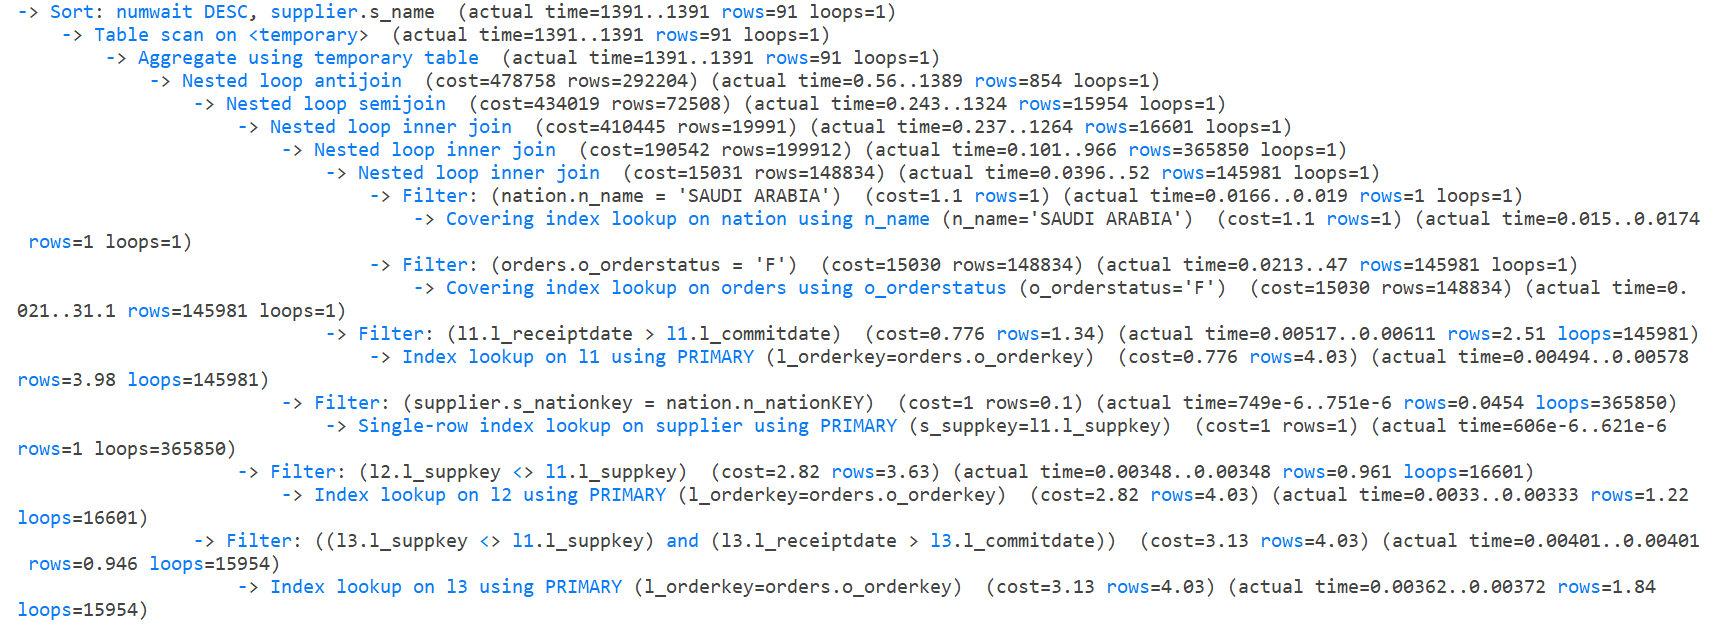 -> Sort: numwait DESC, supplier.s_name  (actual time=1391..1391 rows=91 loops=1)
-> Table scan on <temporary>  (actual time=1391..1391 rows=91 loops=1)
-> Aggregate using temporary table  (actual time=1391..1391 rows=91 loops=1)
-> Nested loop antijoin  (cost=478758 rows=292204) (actual time=0.56..1389 rows=854 loops=1)
-> Nested loop semijoin  (cost=434019 rows=72508) (actual time=0.243..1324 rows=15954 loops=1)
-> Nested loop inner join  (cost=410445 rows=19991) (actual time=0.237..1264 rows=16601 loops=1)
-> Nested loop inner join  (cost=190542 rows=199912) (actual time=0.101..966 rows=365850 loops=1)
-> Nested loop inner join  (cost=15031 rows=148834) (actual time=0.0396..52 rows=145981 loops=1)
-> Filter: (nation.n_name = 'SAUDI ARABIA')  (cost=1.1 rows=1) (actual time=0.0166..0.019 rows=1 loops=1)
-> Covering index lookup on nation using n_name (n_name='SAUDI ARABIA')  (cost=1.1 rows=1) (actual time=0.015..0.0174
rows=1 loops=1)
-> Filter: (orders.o_orderstatus = 'F')  (cost=15030 rows=148834) (actual time=0.0213..47 rows=145981 loops=1)
-> Covering index lookup on orders using o_orderstatus (o_orderstatus='F')  (cost=15030 rows=148834) (actual time=0.
021..31.1 rows=145981 loops=1)
-> Filter: (l1.l_receiptdate > l1.l_commitdate)  (cost=0.776 rows=1.34) (actual time=0.00517..0.00611 rows=2.51 loops=145981)
-> Index lookup on l1 using PRIMARY (l_orderkey=orders.o_orderkey)  (cost=0.776 rows=4.03) (actual time=0.00494..0.00578
rows=3.98 loops=145981)
-> Filter: (supplier.s_nationkey = nation.n_nationKEY)  (cost=1 rows=0.1) (actual time=749e-6..751e-6 rows=0.0454 loops=365850)
-> Single-row index lookup on supplier using PRIMARY (s_suppkey=l1.l_suppkey)  (cost=1 rows=1) (actual time=606e-6..621e-6
rows=1 loops=365850)
-> Filter: (l2.l_suppkey <> l1.l_suppkey)  (cost=2.82 rows=3.63) (actual time=0.00348..0.00348 rows=0.961 loops=16601)
-> Index lookup on l2 using PRIMARY (l_orderkey=orders.o_orderkey)  (cost=2.82 rows=4.03) (actual time=0.0033..0.00333 rows=1.22
loops=16601)
-> Filter: ((l3.l_suppkey <> l1.l_suppkey) and (l3.l_receiptdate > l3.l_commitdate))  (cost=3.13 rows=4.03) (actual time=0.00401..0.00401
rows=0.946 loops=15954)
-> Index lookup on l3 using PRIMARY (l_orderkey=orders.o_orderkey)  (cost=3.13 rows=4.03) (actual time=0.00362..0.00372 rows=1.84
loops=15954)